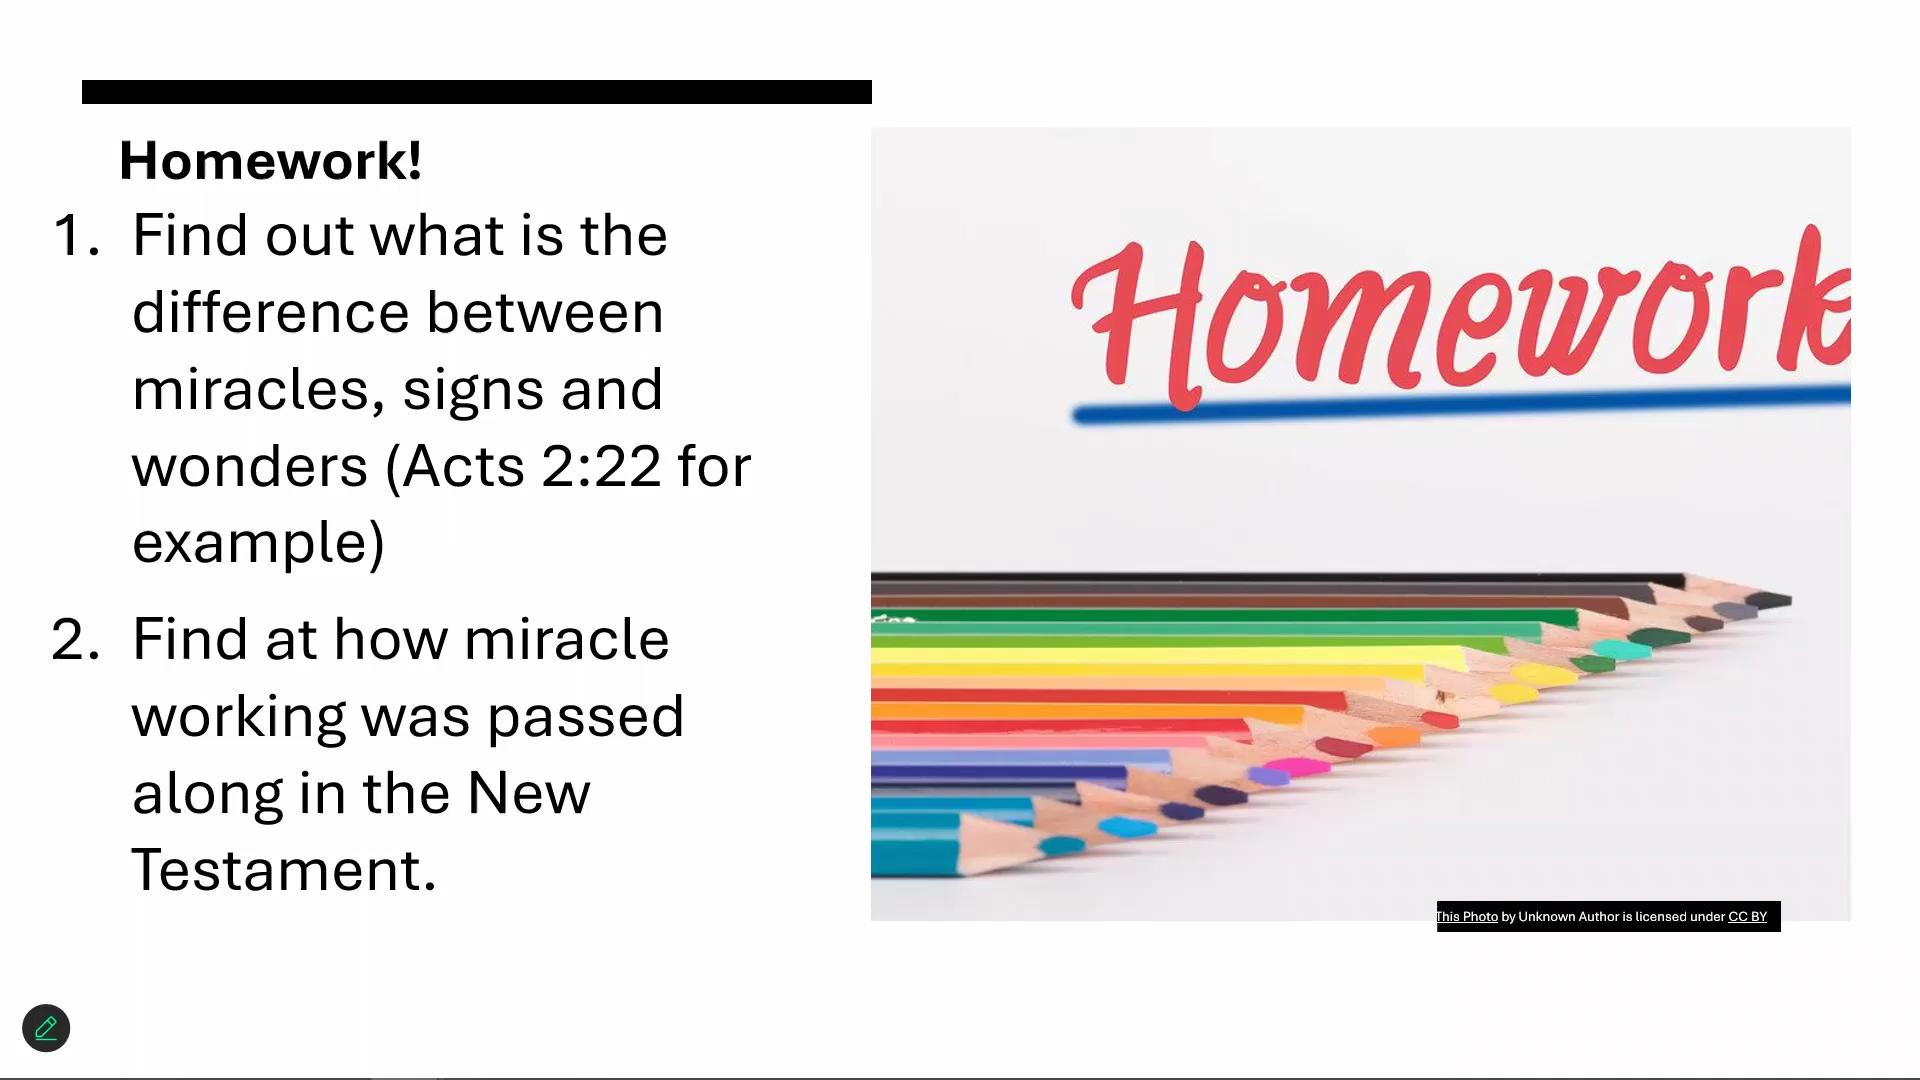 Homework!
1. Find out what is the
difference between
miracles, signs and
wonders (Acts 2:22 for
example)
2. Find at how miracle
working was passed
along in the New
Testament.
Homework
This Photo by Unknown Author is licensed under CC BY